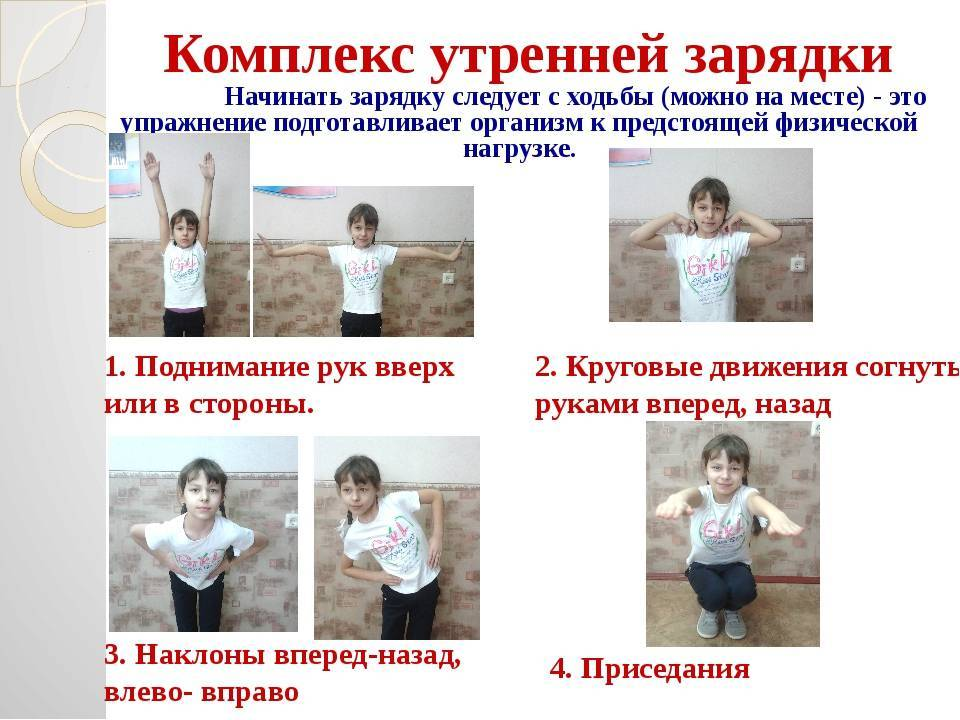 Комплекс утренней зарядки
Начинать зарядку следует с ходьбы (можно на месте) - это
упражнение подготавливает организм к предстоящей физической
нагрузке.
1. Поднимание рук вверх
или в стороны.
2. Круговые движения согнуть
руками вперед, назад
3. Наклоны вперед-назад,
влево- вправо
4. Приседания